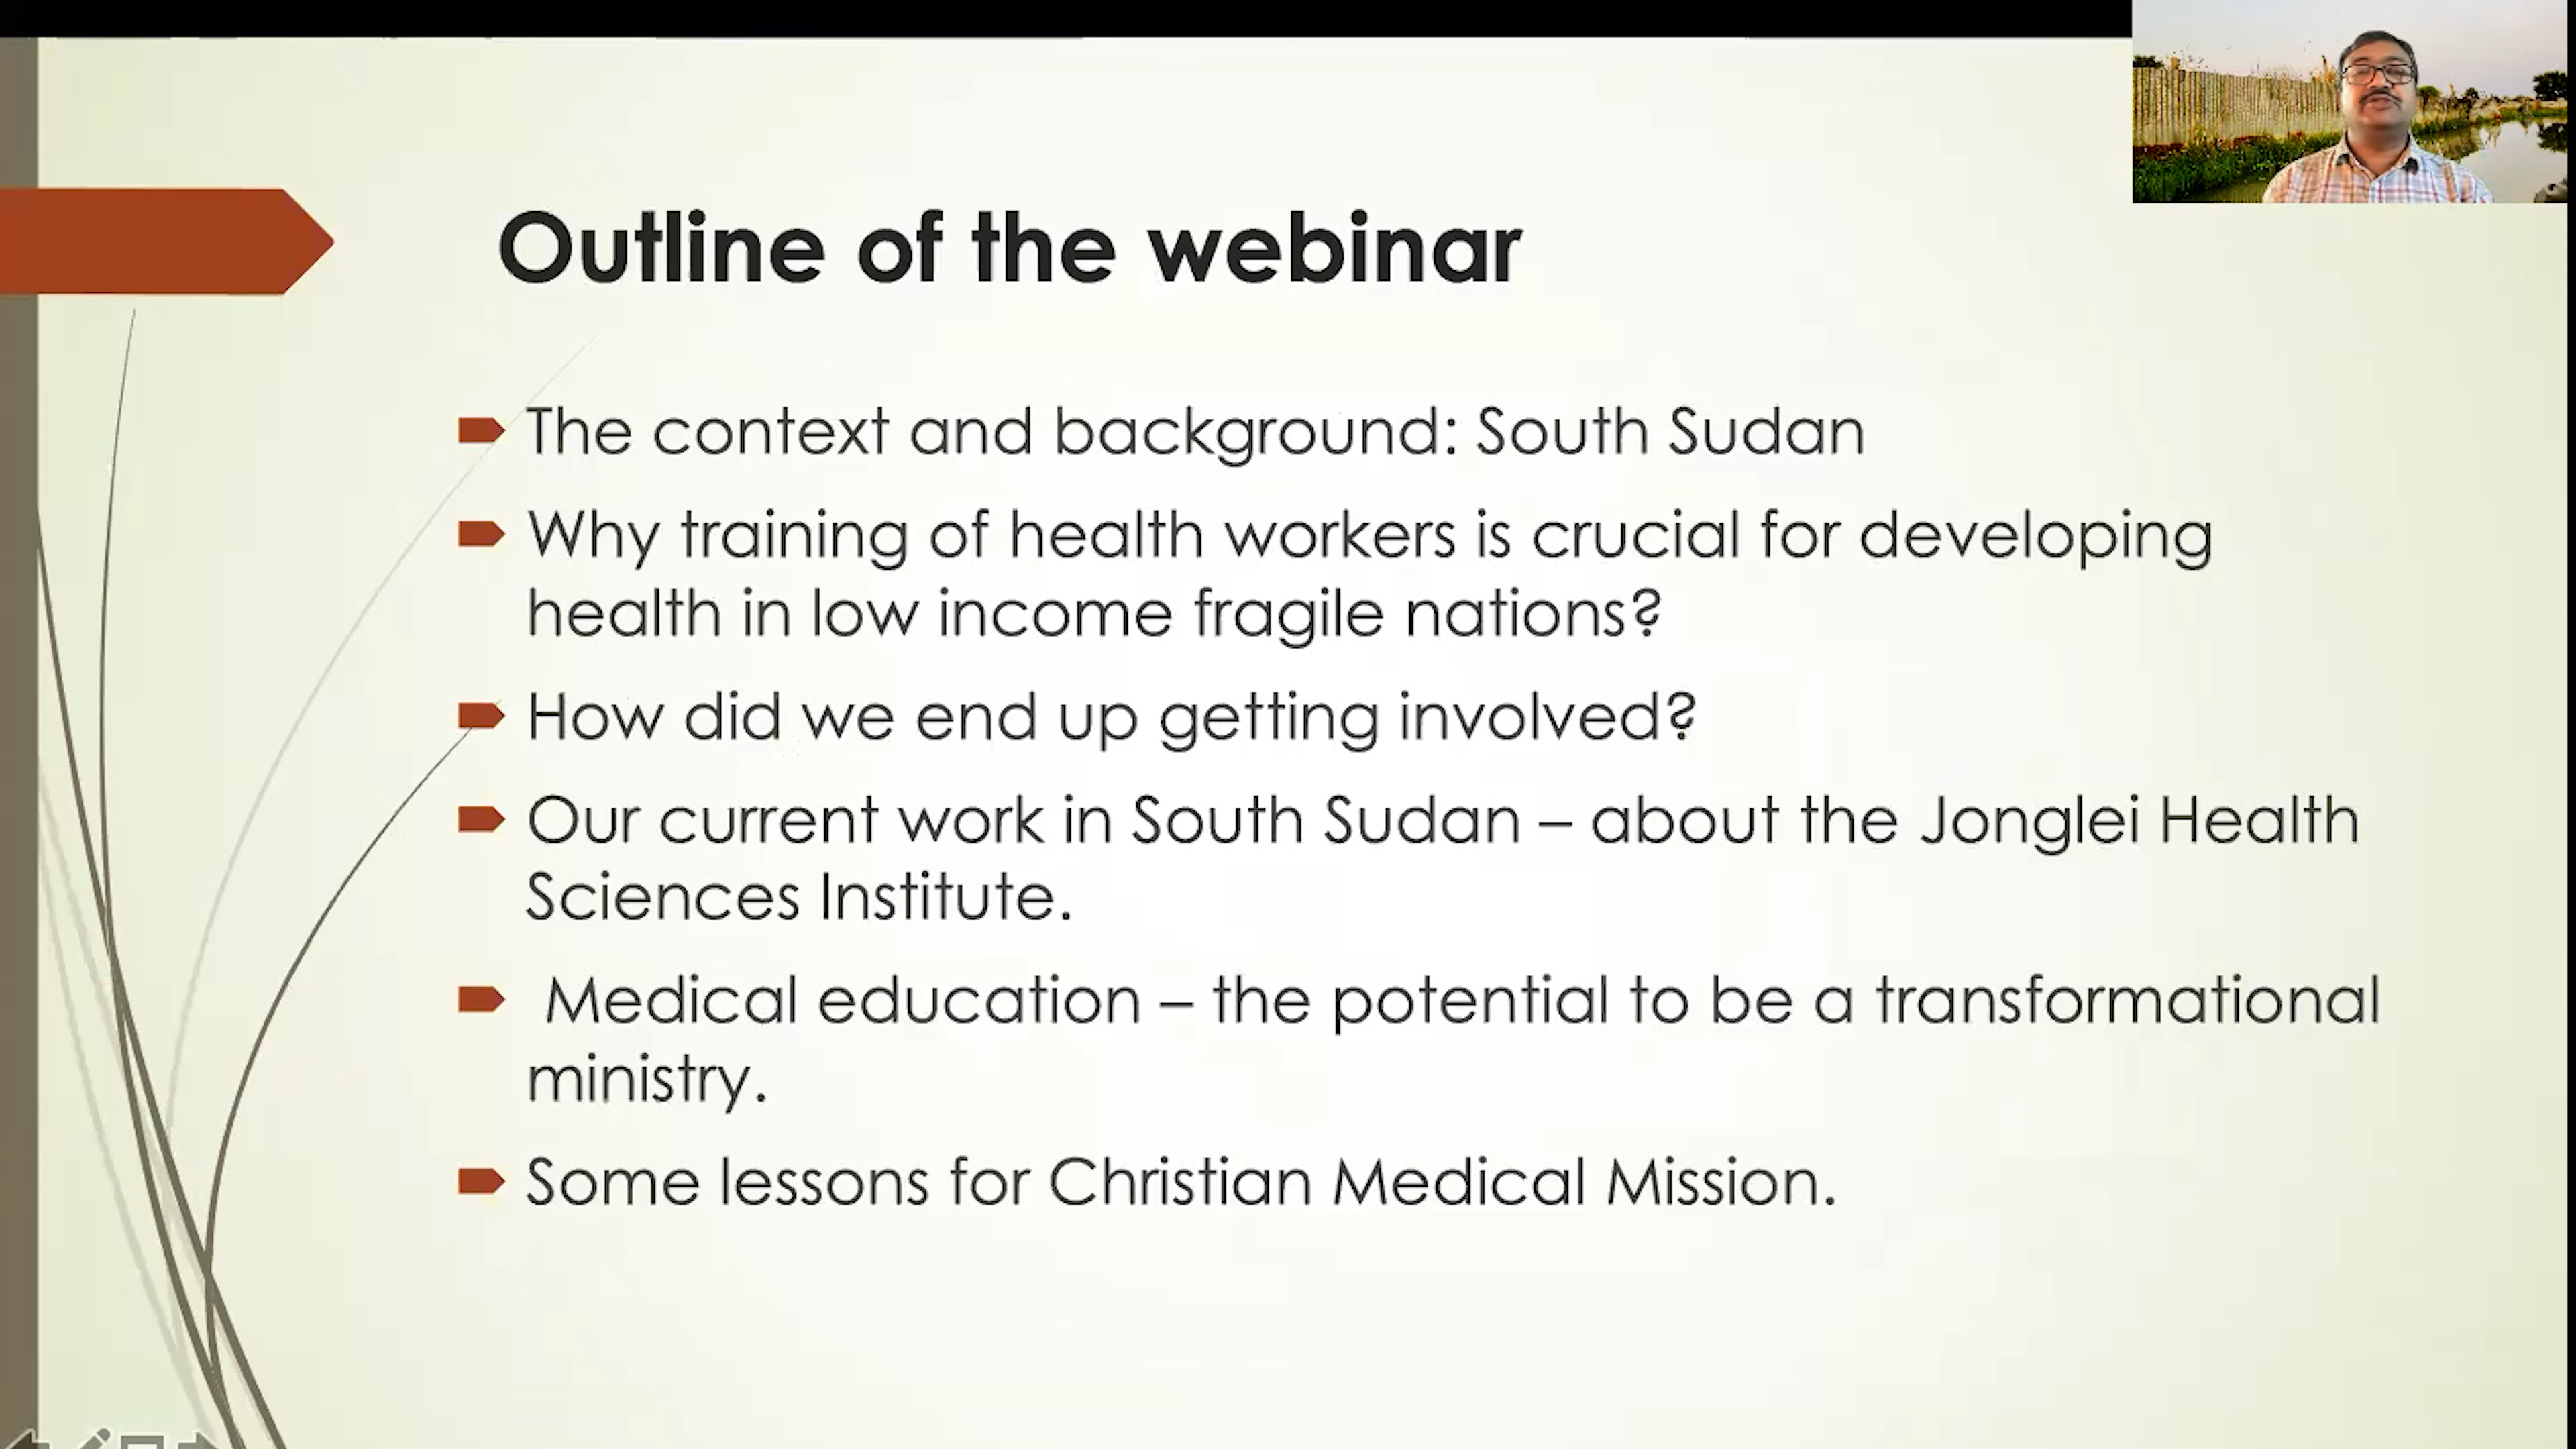 Outline of the webinar
The context and background: South Sudan
Why training of health workers is crucial for developing
health in low income fragile nations?
How did we end up getting involved?
Our current work in South Sudan – about the Jonglei Health
Sciences Institute.
Medical education – the potential to be a transformational
ministry.
Some lessons for Christian Medical Mission.